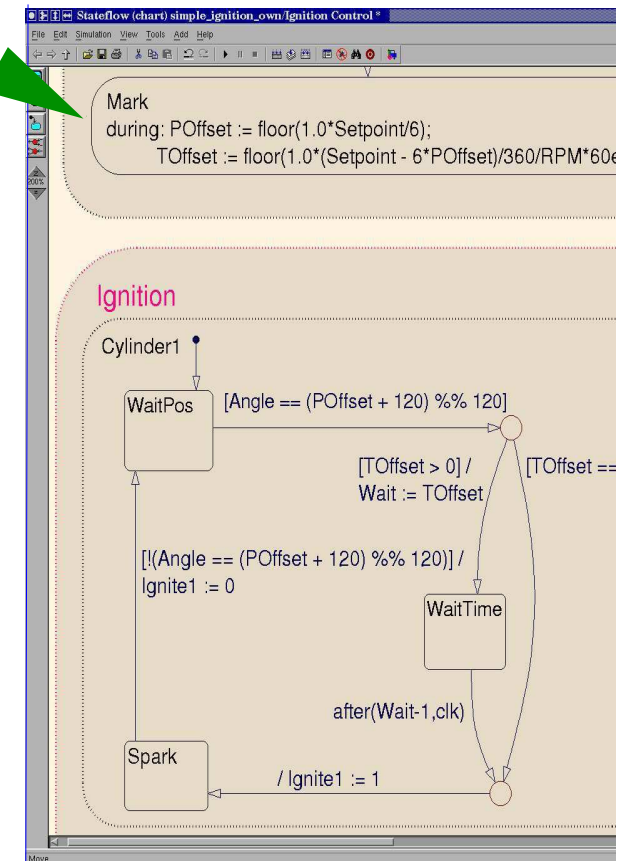 Stateflow (chart) simple_ignition_own/Ignition Control *
File Edit Simulation View Tools Add Help
Mark
during: POffset := floor(1.0*Setpoint/6);
TOffset := floor(1.0*(Setpoint - 6*POffset)/360/RPM*60e
200%
Ignition
Cylinder1
WaitPos
[Angle == (POffset + 120) %% 120]
[TOffset > 0] /
Wait := TOffset
[TOffset ==
[!(Angle == (POffset + 120) %% 120)] /
Ignite1 := 0
WaitTime
after(Wait-1,clk)
Spark
/ Ignite1 := 1
Move